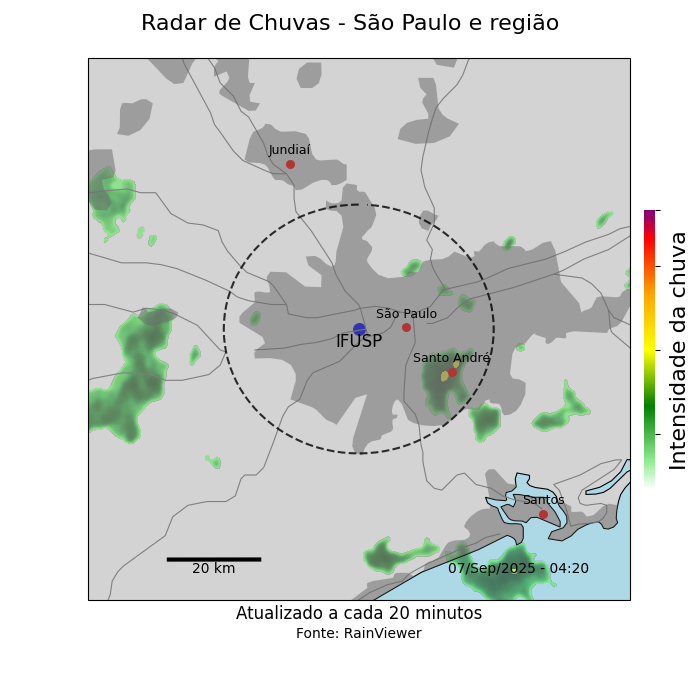 Radar de Chuvas - São Paulo e região
Jundiaí
São Paulo
IFUSP
Santo André
Santos
20 km
07/Sep/2025 - 04:20
Intensidade da chuva
Atualizado a cada 20 minutos
Fonte: RainViewer